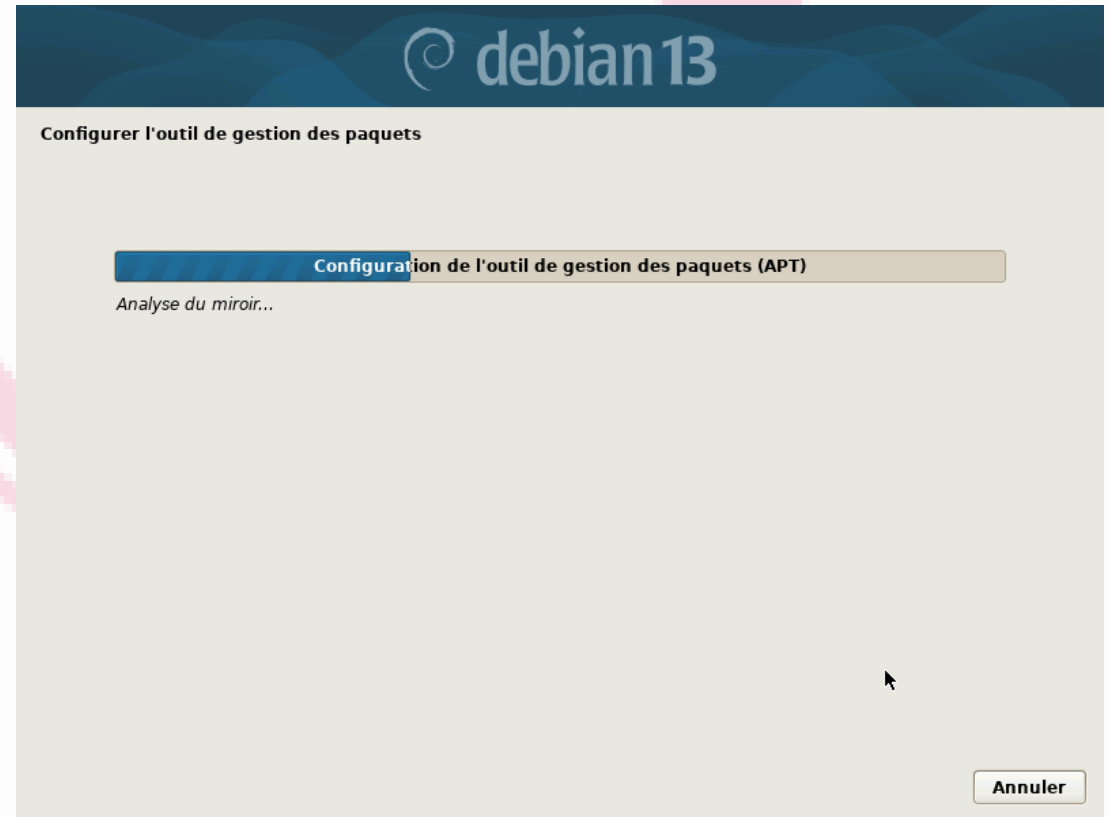 debian 13
Configurer l'outil de gestion des paquets
Configuration de l'outil de gestion des paquets (APT)
Analyse du miroir...
Annuler